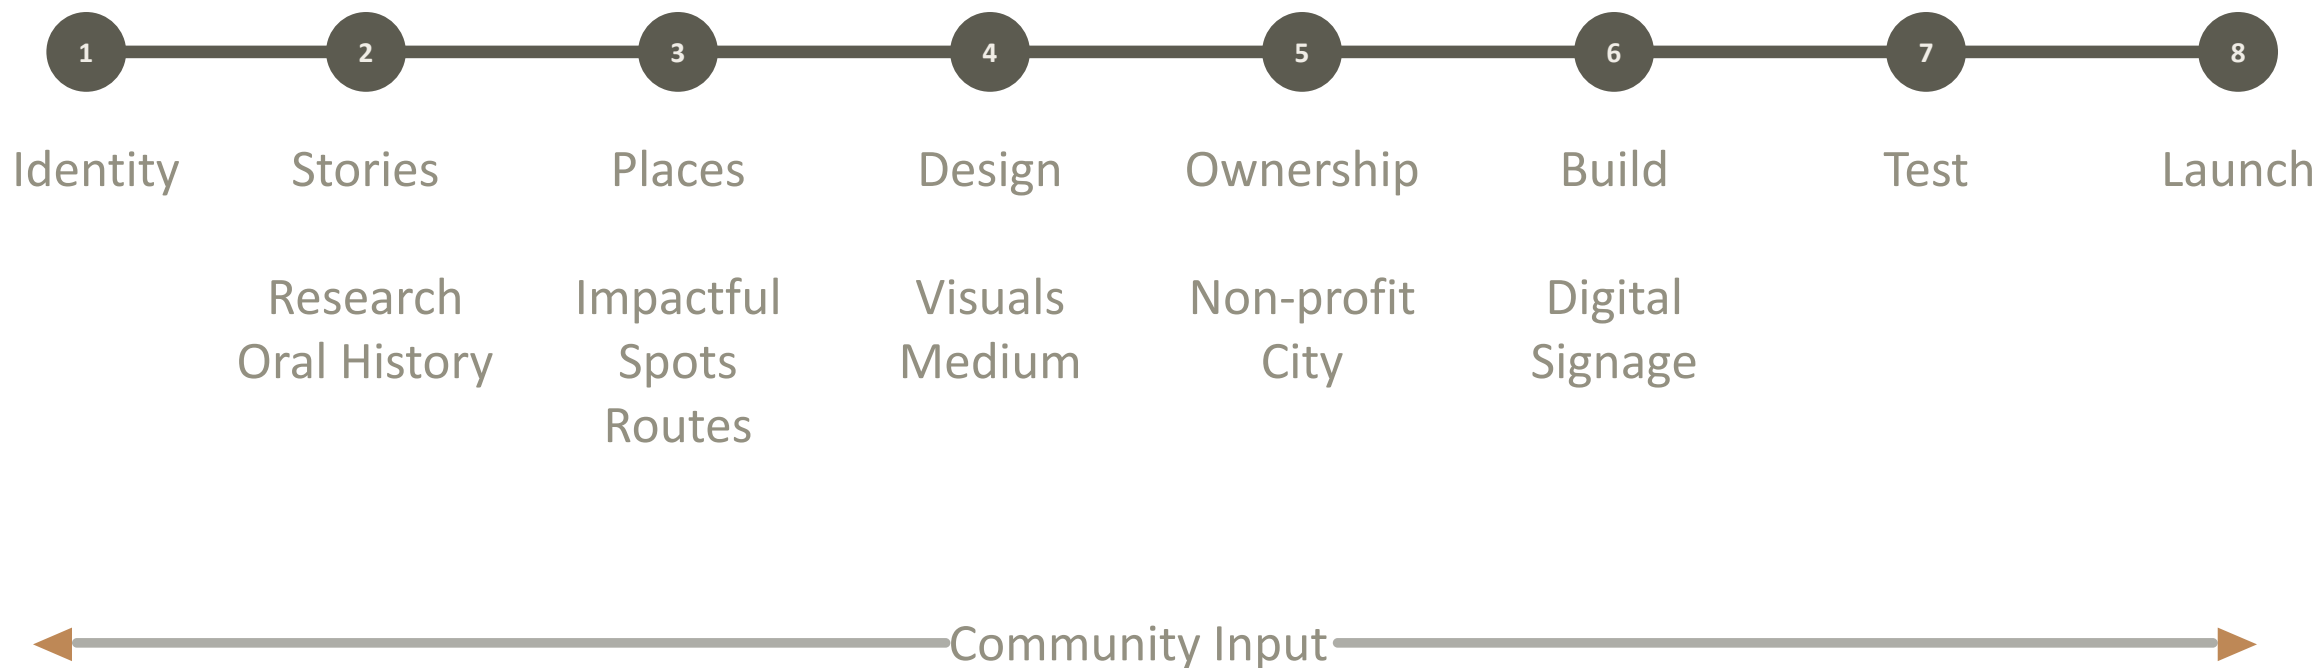 1 2 3 4 5 6 7 8
Identity Stories Places Design Ownership Build Test Launch
Research Impactful Visuals Non-profit Digital
Oral History Spots Medium City Signage
Routes
Community Input